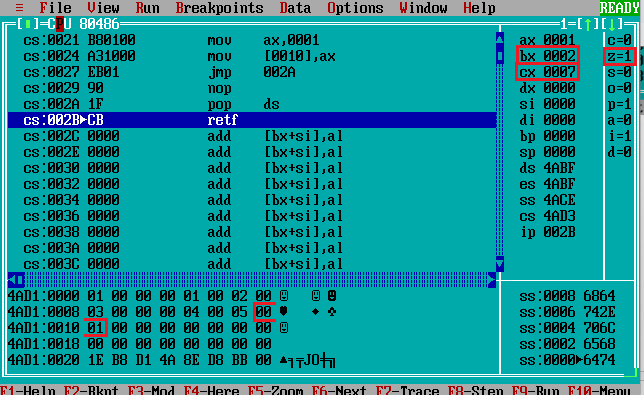 ≡ File View Run Breakpoints Data Options Window Help READY
[■]=CPU 80486 1=[↑][↓]
cs:0021 B80100 mov ax,0001 ax 0001 c=0
cs:0024 A31000 mov [0010],ax bx 0002 z=1
cs:0027 EB01 jmp 002A cx 0007 s=0
cs:0029 90 nop dx 0000 o=0
cs:002A 1F pop ds si 0000 p=1
cs:002B►CB retf di 0000 a=0
cs:002C 0000 add [bx+si],al bp 0000 i=1
cs:002E 0000 add [bx+si],al sp 0000 d=0
cs:0030 0000 add [bx+si],al ds 4ABF
cs:0032 0000 add [bx+si],al es 4ABF
cs:0034 0000 add [bx+si],al ss 4ACE
cs:0036 0000 add [bx+si],al cs 4AD3
cs:0038 0000 add [bx+si],al ip 002B
cs:003A 0000 add [bx+si],al
cs:003C 0000 add [bx+si],al
4AD1:0000 01 00 00 00 01 00 02 00 ☺ ☺ ☻ ss:0008 6864
4AD1:0008 03 00 00 00 04 00 05 00 ♥ ♦ ♣ ss:0006 742E
4AD1:0010 01 00 00 00 00 00 00 00 ☺ ss:0004 706C
4AD1:0018 00 00 00 00 00 00 00 00 ss:0002 6568
4AD1:0020 1E B8 D1 4A 8E D8 BB 00 ▲╕╤JO╪╗ ss:0000►6474
F1-Help F2-Bkpt F3-Mod F4-Here F5-Zoom F6-Next F7-Trace F8-Step F9-Run F10-Menu